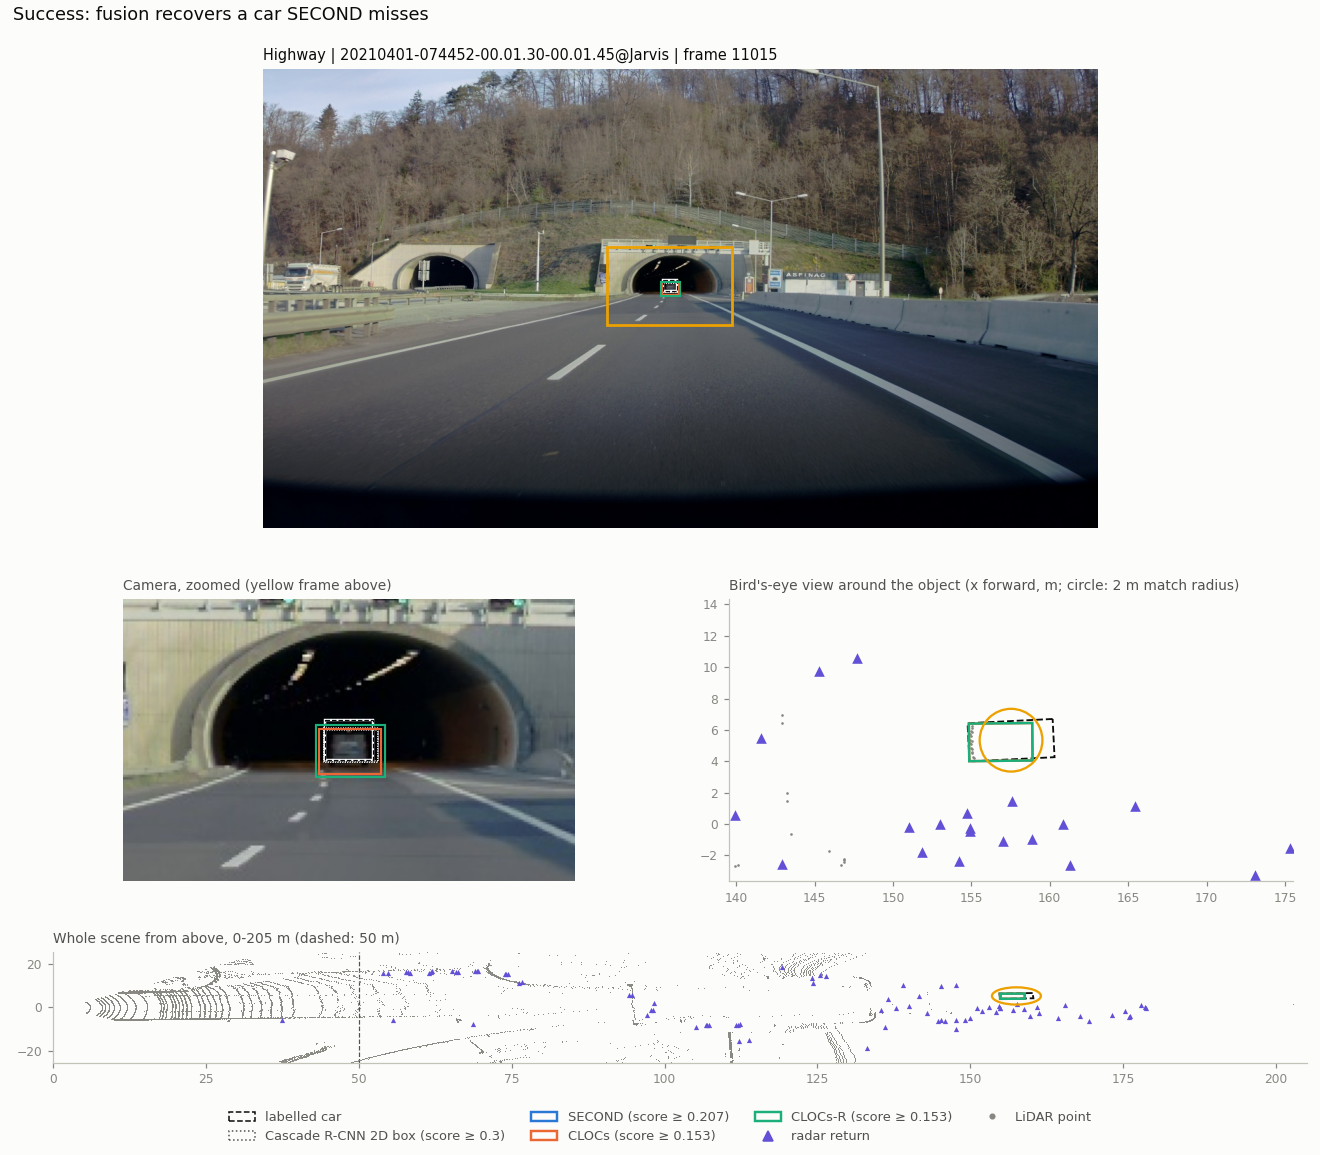 Success: fusion recovers a car SECOND misses
Highway | 20210401-074452-00.01.30-00.01.45@Jarvis | frame 11015
ASFINAG
Camera, zoomed (yellow frame above)
Bird's-eye view around the object (x forward, m; circle: 2 m match radius)
14
12
10
8
6
4
2
0
−2
140 145 150 155 160 165 170 175
Whole scene from above, 0-205 m (dashed: 50 m)
20
0
−20
0 25 50 75 100 125 150 175 200
labelled car SECOND (score ≥ 0.207) CLOCs-R (score ≥ 0.153) LiDAR point
Cascade R-CNN 2D box (score ≥ 0.3) CLOCs (score ≥ 0.153) radar return